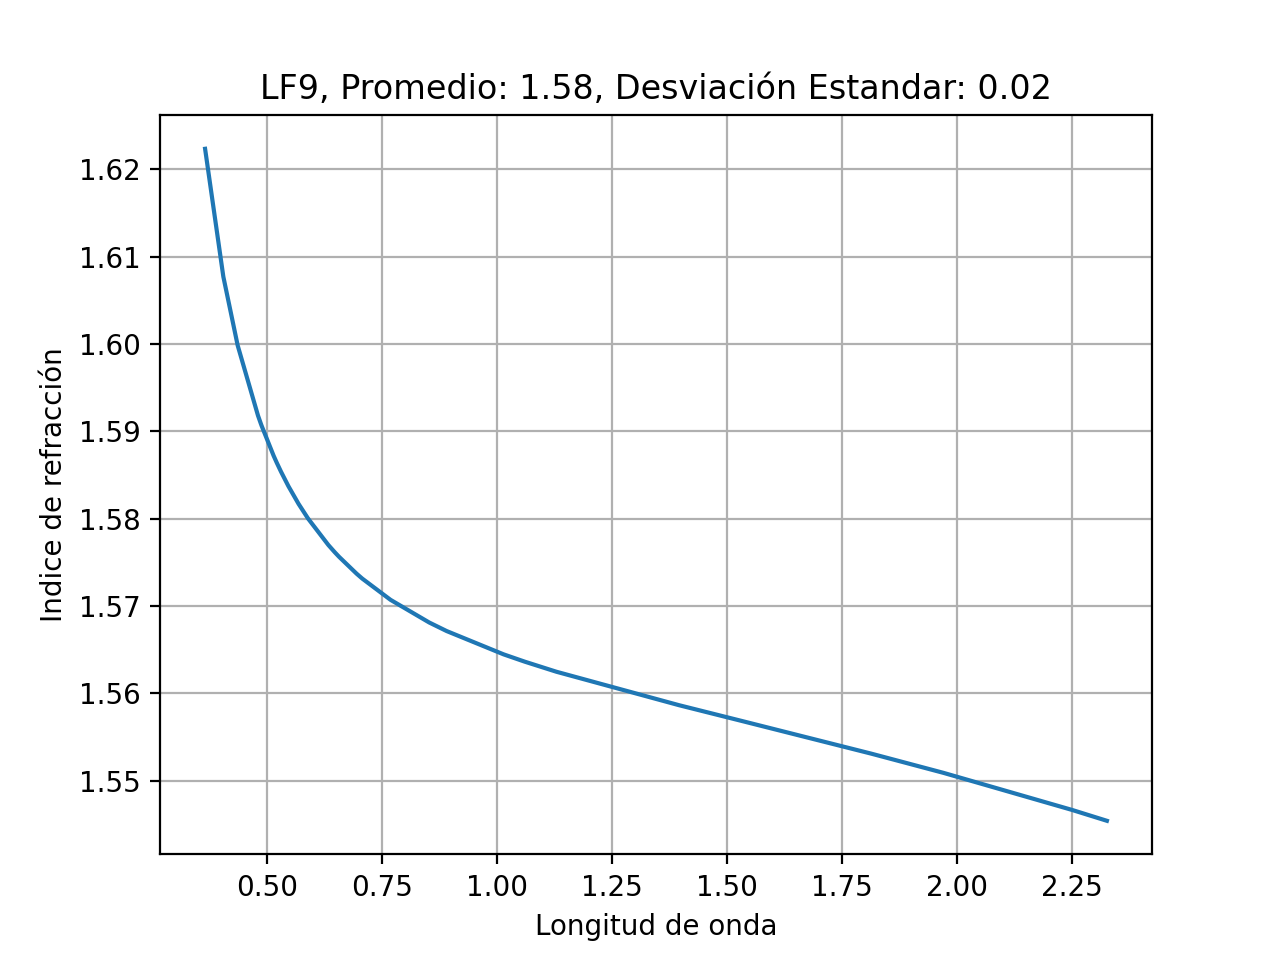 LF9, Promedio: 1.58, Desviación Estandar: 0.02
1.62
1.61
1.60
1.59
1.58
1.57
1.56
1.55
Indice de refracción
0.50 0.75 1.00 1.25 1.50 1.75 2.00 2.25
Longitud de onda